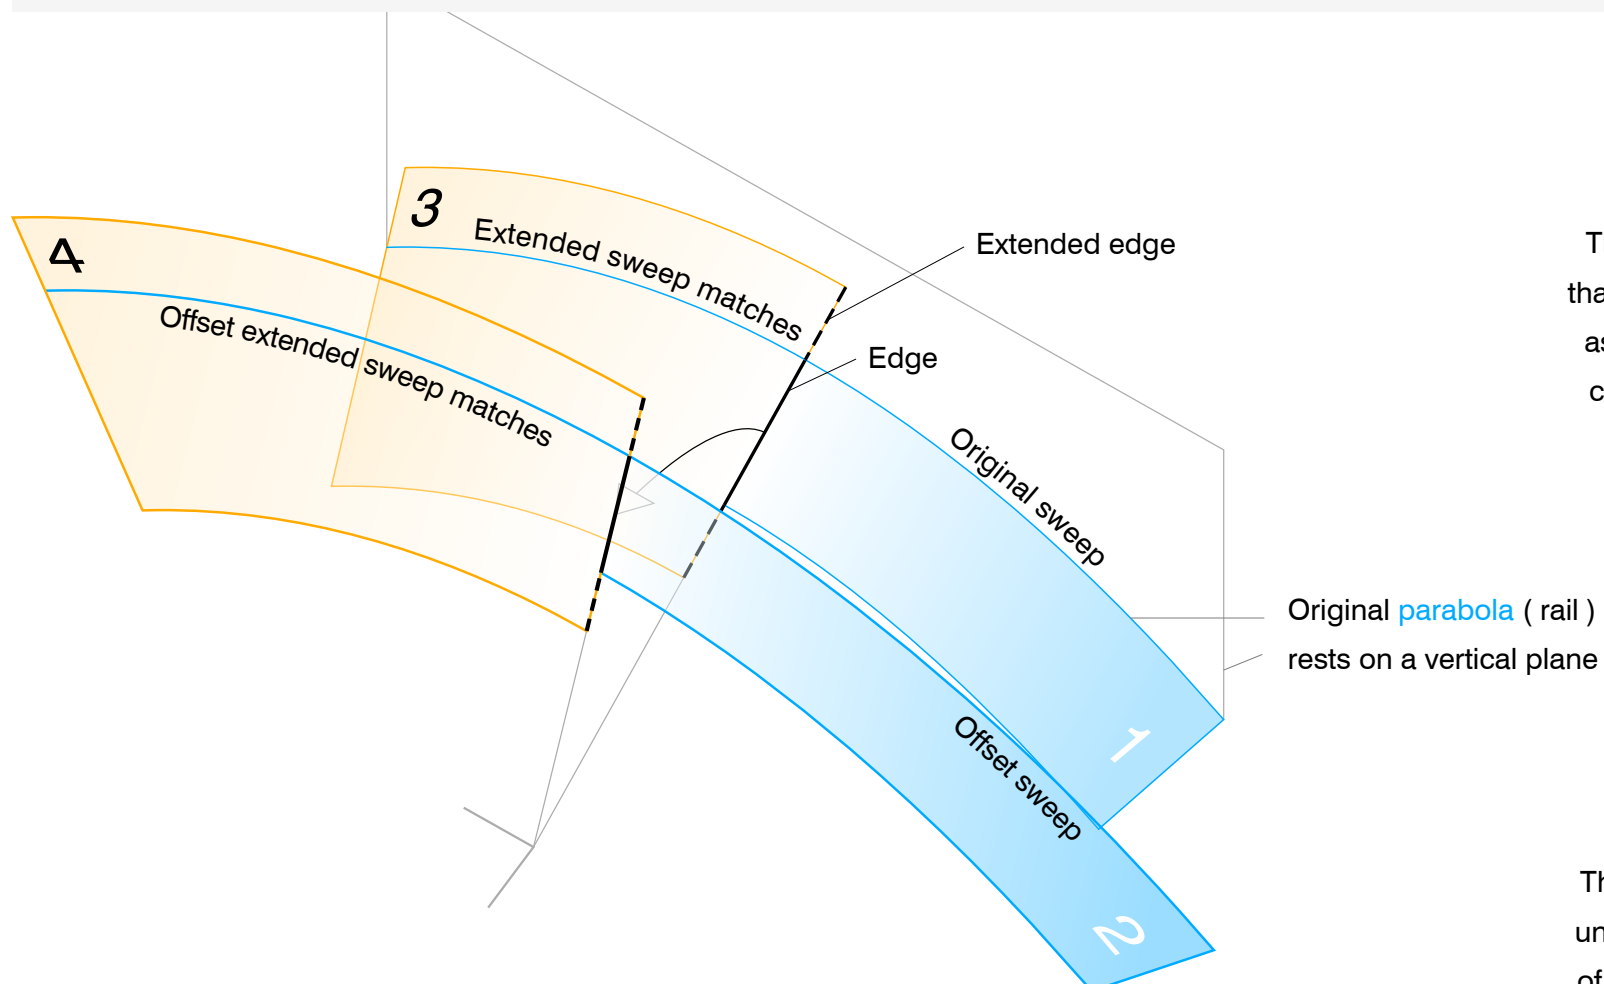 3
Extended sweep matches
Extended edge
4
Offset extended sweep matches
Edge
Original sweep
Original parabola ( rail )
rests on a vertical plane
1
Offset sweep
2